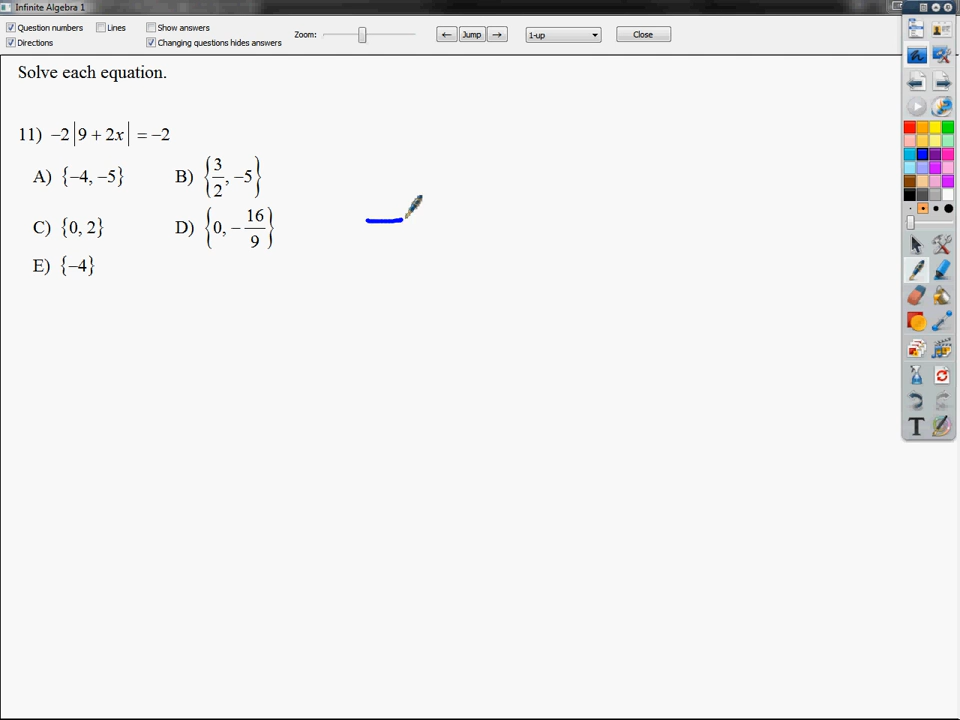 Infinite Algebra 1
Question numbers Lines Show answers
Directions Changing questions hides answers
Zoom: ← Jump → 1-up Close
Solve each equation.
11) −2|9 + 2x| = −2
A) {−4, −5} B) {3/2, −5}
C) {0, 2} D) {0, −16/9}
E) {−4}
T